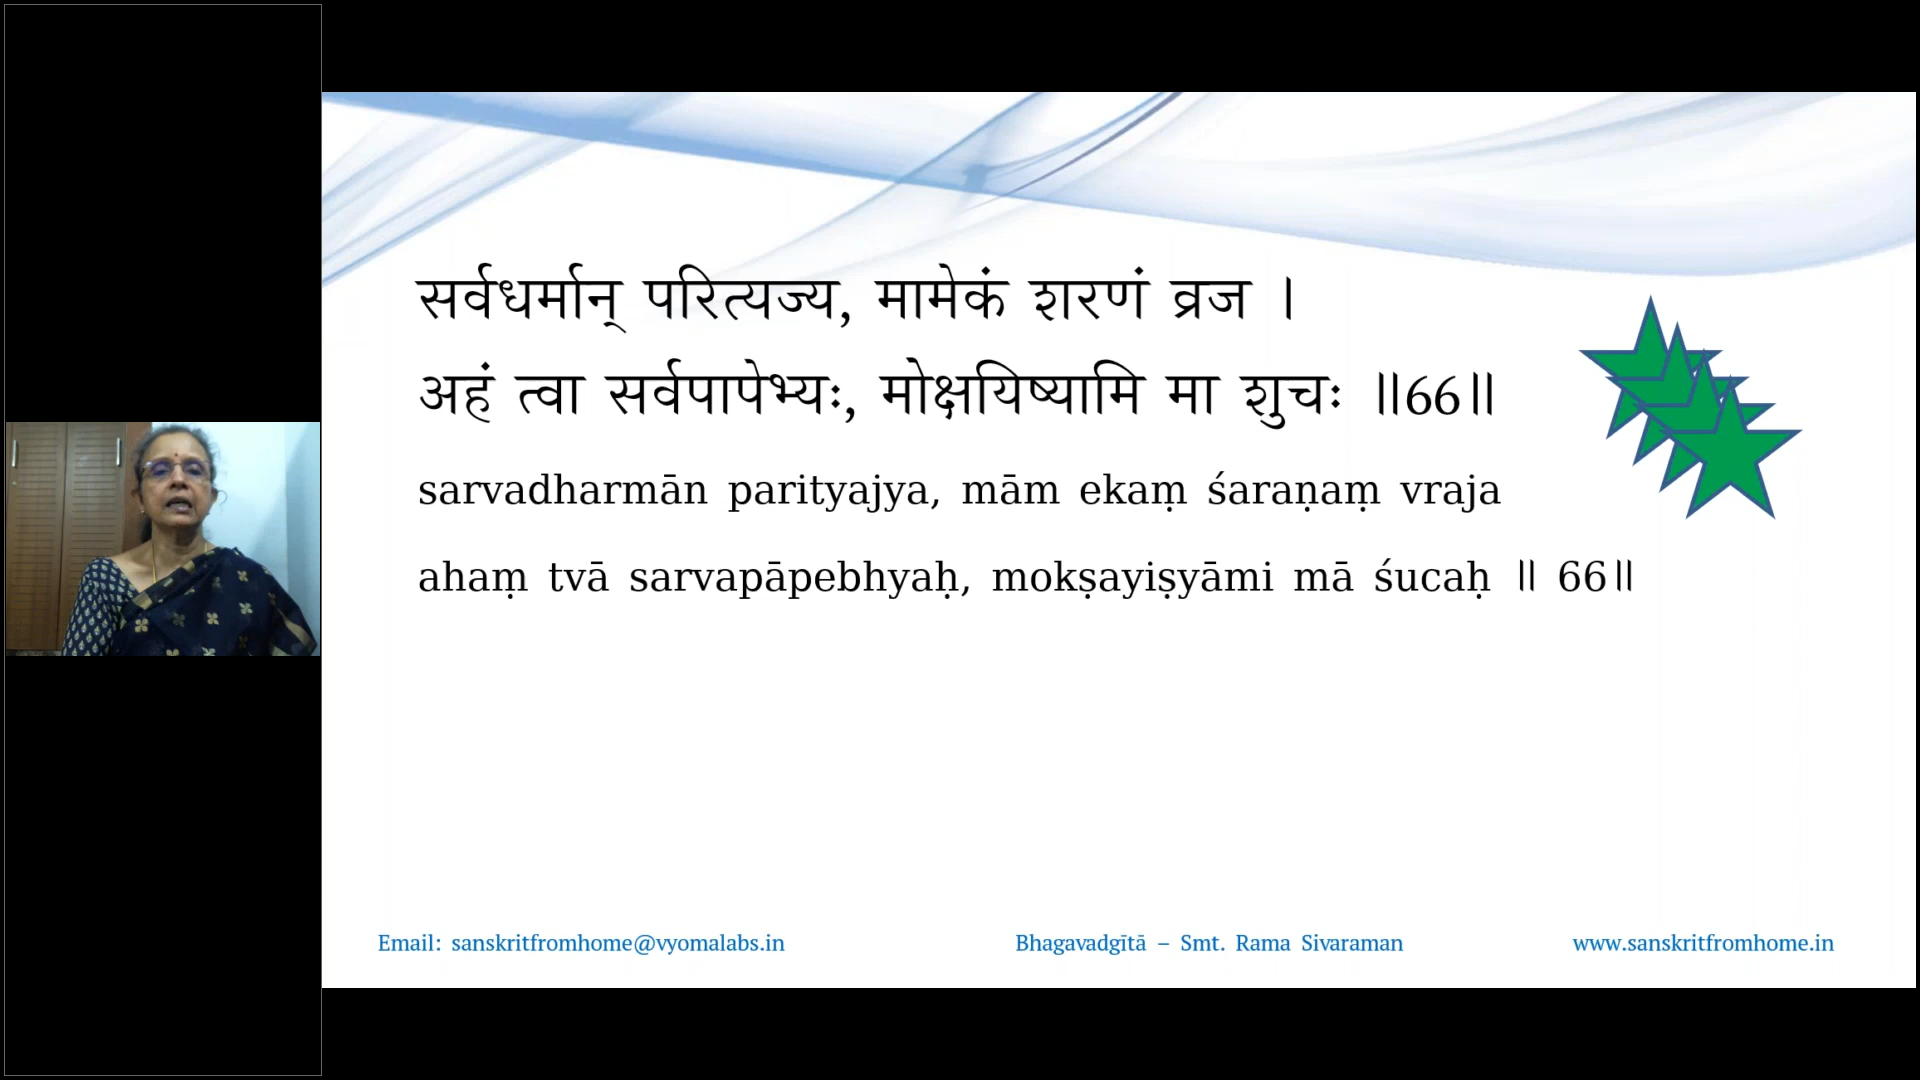 सर्वधर्मान् परित्यज्य, मामेकं शरणं व्रज ।
अहं त्वा सर्वपापेभ्यः, मोक्षयिष्यामि मा शुचः ॥66॥
sarvadharmān parityajya, mām ekaṃ śaraṇaṃ vraja
ahaṃ tvā sarvapāpebhyaḥ, mokṣayiṣyāmi mā śucaḥ ॥ 66॥
Email: sanskritfromhome@vyomalabs.in Bhagavadgītā – Smt. Rama Sivaraman www.sanskritfromhome.in